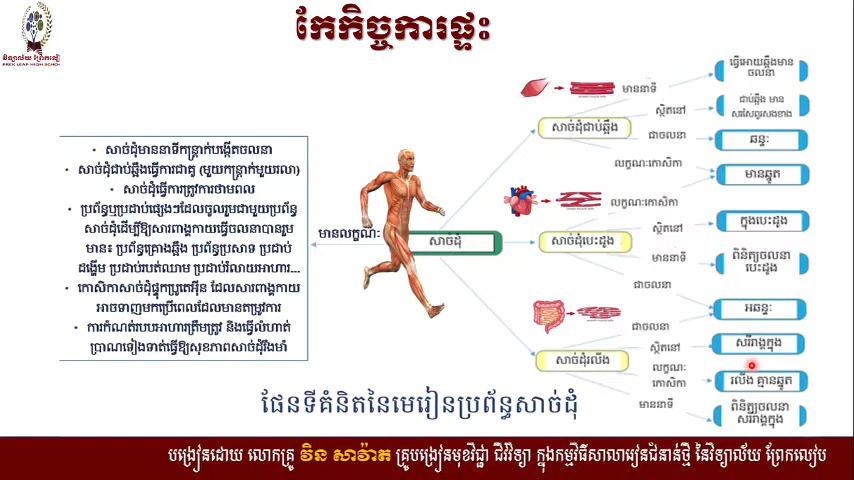 កែកិច្ចការផ្ទះ
វិទ្យាល័យ ព្រែកលៀប
PREK LEAP HIGH SCHOOL
• សាច់ដុំមាននាទីកន្ត្រាក់បង្កើតចលនា
• សាច់ដុំជាប់ឆ្អឹងធ្វើការជាគូ (មួយកន្ត្រាក់មួយរលា)
• សាច់ដុំធ្វើការត្រូវការថាមពល
• ប្រព័ន្ធឬប្រដាប់ផ្សេងៗដែលចូលរួមជាមួយប្រព័ន្ធ
សាច់ដុំដើម្បីឱ្យសារពាង្គកាយធ្វើចលនាបានរួម
មាន៖ ប្រព័ន្ធគ្រោងឆ្អឹង ប្រព័ន្ធប្រសាទ ប្រដាប់
ដង្ហើម ប្រដាប់របត់ឈាម ប្រដាប់រំលាយអាហារ...
• កោសិកាសាច់ដុំផ្ទុកប្រូតេអ៊ីន ដែលសារពាង្គកាយ
អាចទាញមកប្រើពេលដែលមានតម្រូវការ
• ការកំណត់របបអាហារត្រឹមត្រូវ និងធ្វើលំហាត់
ប្រាណទៀងទាត់ធ្វើឱ្យសុខភាពសាច់ដុំរឹងមាំ
មានលក្ខណៈ
សាច់ដុំ
សាច់ដុំជាប់ឆ្អឹង
មាននាទី
ធ្វើអោយឆ្អឹងមាន
ចលនា
ស្ថិតនៅ
ជាប់ឆ្អឹង មាន
សរសៃពួរសងខាង
ជាចលនា
ឆន្ទៈ
លក្ខណៈកោសិកា
មានឆ្នូត
លក្ខណៈកោសិកា
សាច់ដុំបេះដូង
ស្ថិតនៅ
ក្នុងបេះដូង
មាននាទី
ពិនិត្យចលនា
បេះដូង
ជាចលនា
អឆន្ទៈ
សាច់ដុំរលីង
ជាចលនា
ស្ថិតនៅ
សរីរាង្គក្នុង
លក្ខណៈ
កោសិកា
រលីង គ្មានឆ្នូត
មាននាទី
ពិនិត្យចលនា
សរីរាង្គក្នុង
ផែនទីគំនិតនៃមេរៀនប្រព័ន្ធសាច់ដុំ
បង្រៀនដោយ លោកគ្រូ វិន សាវ៉ាត គ្រូបង្រៀនមុខវិជ្ជា ជីវវិទ្យា ក្នុងកម្មវិធីសាលារៀនជំនាន់ថ្មី នៃវិទ្យាល័យ ព្រែកលៀប